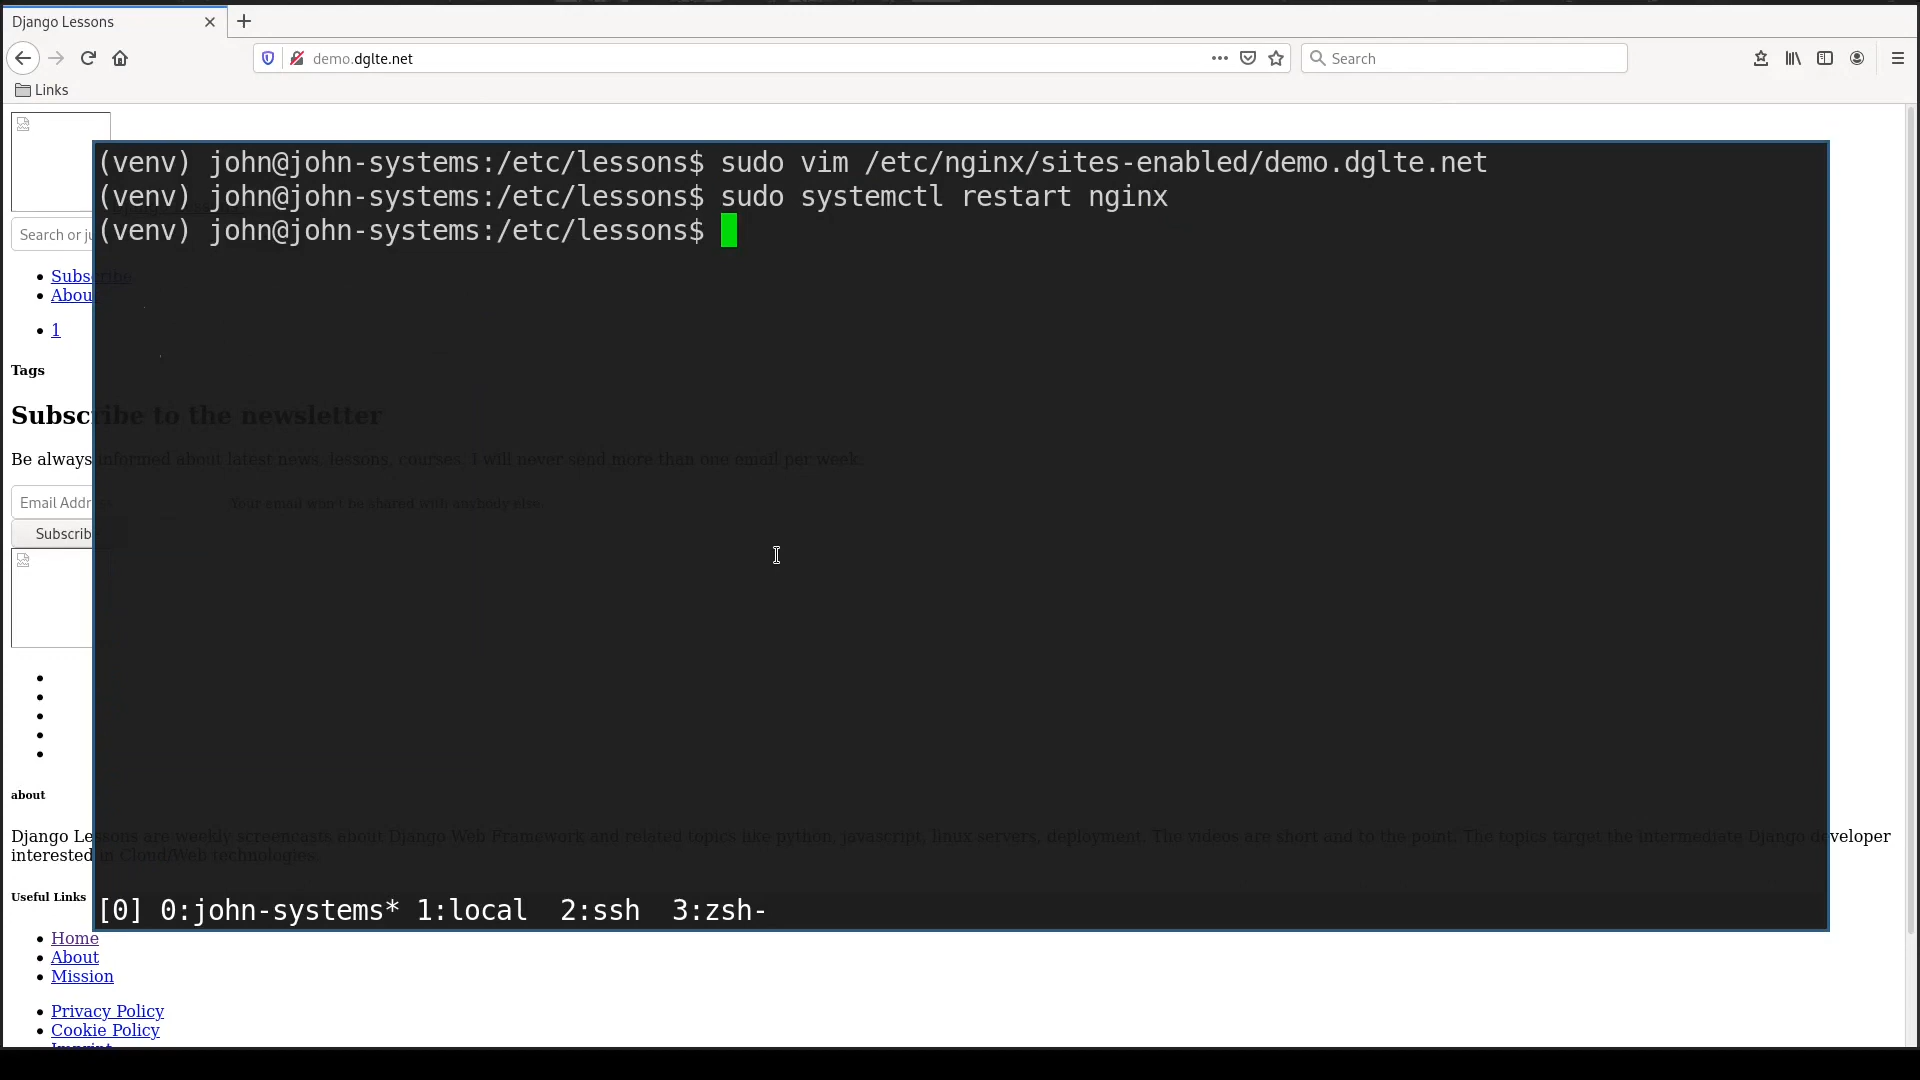 Django Lessons
demo.dglte.net
Search
Links
(venv) john@john-systems:/etc/lessons$ sudo vim /etc/nginx/sites-enabled/demo.dglte.net
(venv) john@john-systems:/etc/lessons$ sudo systemctl restart nginx
(venv) john@john-systems:/etc/lessons$
Search or ju
Subscribe
Abou
1
Tags
Subscribe to the newsletter
Be always informed about latest news, lessons, courses. I will never send more than one email per week.
Email Address
Your email won't be shared with anybody else.
Subscrib
about
Django Lessons are weekly screencasts about Django Web Framework and related topics like python, javascript, linux servers, deployment. The videos are short and to the point. The topics target the intermediate Django developer
interested in Cloud/Web technologies.
[0] 0:john-systems* 1:local 2:ssh 3:zsh-
Useful Links
Home
About
Mission
Privacy Policy
Cookie Policy
Imprint